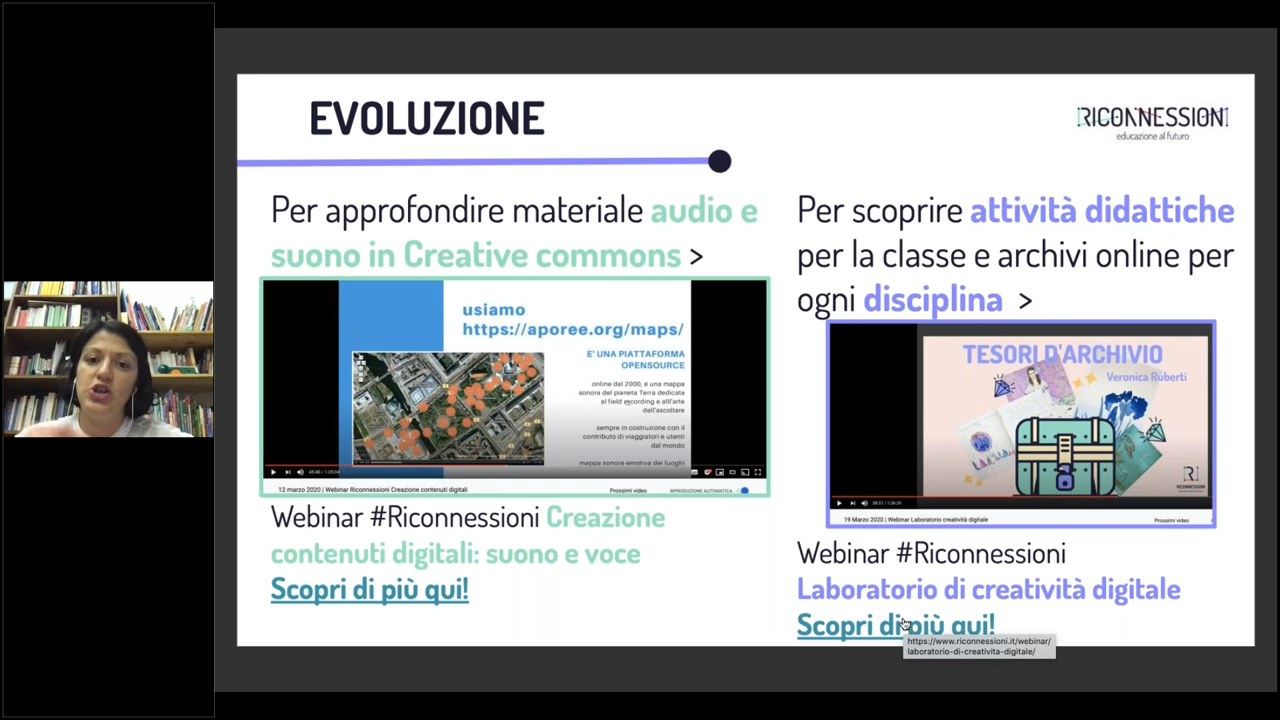 EVOLUZIONE
RICONNESSIONI
educazione al futuro
Per approfondire materiale audio e
suono in Creative commons >
usiamo
https://aporee.org/maps/
E' UNA PIATTAFORMA
OPENSOURCE
online dal 2000, è una mappa
sonora del pianeta Terra dedicata
al field recording e all'arte
dell'ascoltare
sempre in costruzione con il
contributo di viaggiatori e utenti
dal mondo
mappa sonora-emotiva dei luoghi
12 marzo 2020 | Webinar Riconnessioni Creazione contenuti digitali
Prossimi video
RIPRODUZIONE AUTOMATICA
Webinar #Riconnessioni Creazione
contenuti digitali: suono e voce
Scopri di più qui!
Per scoprire attività didattiche
per la classe e archivi online per
ogni disciplina >
TESORI D'ARCHIVIO
Veronica Ruberti
RICONNESSIONI
19 Marzo 2020 | Webinar Laboratorio creatività digitale
Prossimi video
Webinar #Riconnessioni
Laboratorio di creatività digitale
Scopri di più qui!
https://www.riconnessioni.it/webinar/
laboratorio-di-creativita-digitale/